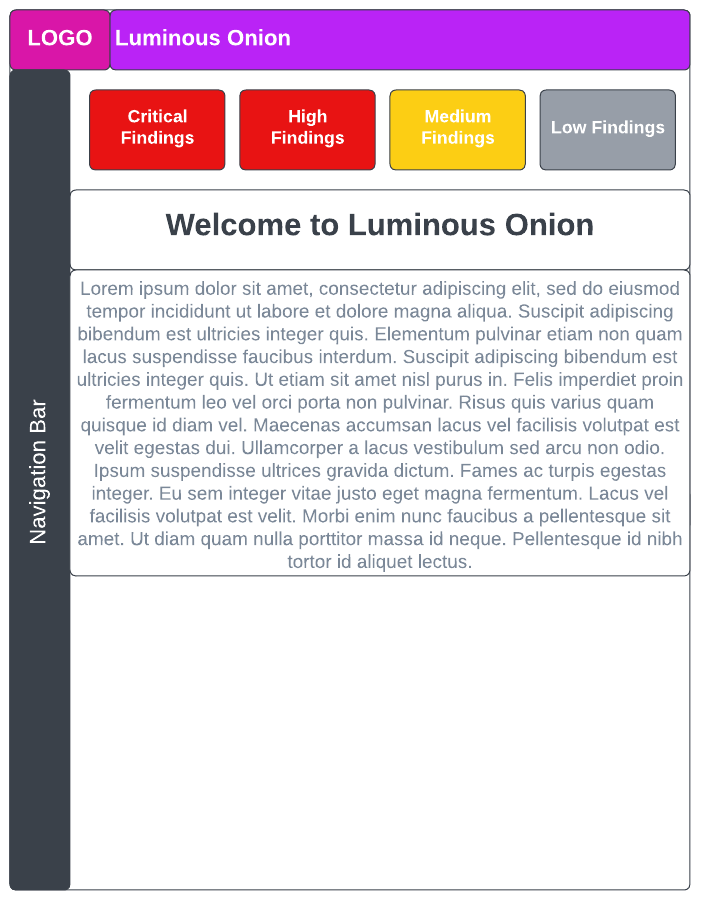 LOGO
Luminous Onion
Critical
Findings
High
Findings
Medium
Findings
Low Findings
Welcome to Luminous Onion
Lorem ipsum dolor sit amet, consectetur adipiscing elit, sed do eiusmod
tempor incididunt ut labore et dolore magna aliqua. Suscipit adipiscing
bibendum est ultricies integer quis. Elementum pulvinar etiam non quam
lacus suspendisse faucibus interdum. Suscipit adipiscing bibendum est
ultricies integer quis. Ut etiam sit amet nisl purus in. Felis imperdiet proin
fermentum leo vel orci porta non pulvinar. Risus quis varius quam
quisque id diam vel. Maecenas accumsan lacus vel facilisis volutpat est
velit egestas dui. Ullamcorper a lacus vestibulum sed arcu non odio.
Ipsum suspendisse ultrices gravida dictum. Fames ac turpis egestas
integer. Eu sem integer vitae justo eget magna fermentum. Lacus vel
facilisis volutpat est velit. Morbi enim nunc faucibus a pellentesque sit
amet. Ut diam quam nulla porttitor massa id neque. Pellentesque id nibh
tortor id aliquet lectus.
Navigation Bar